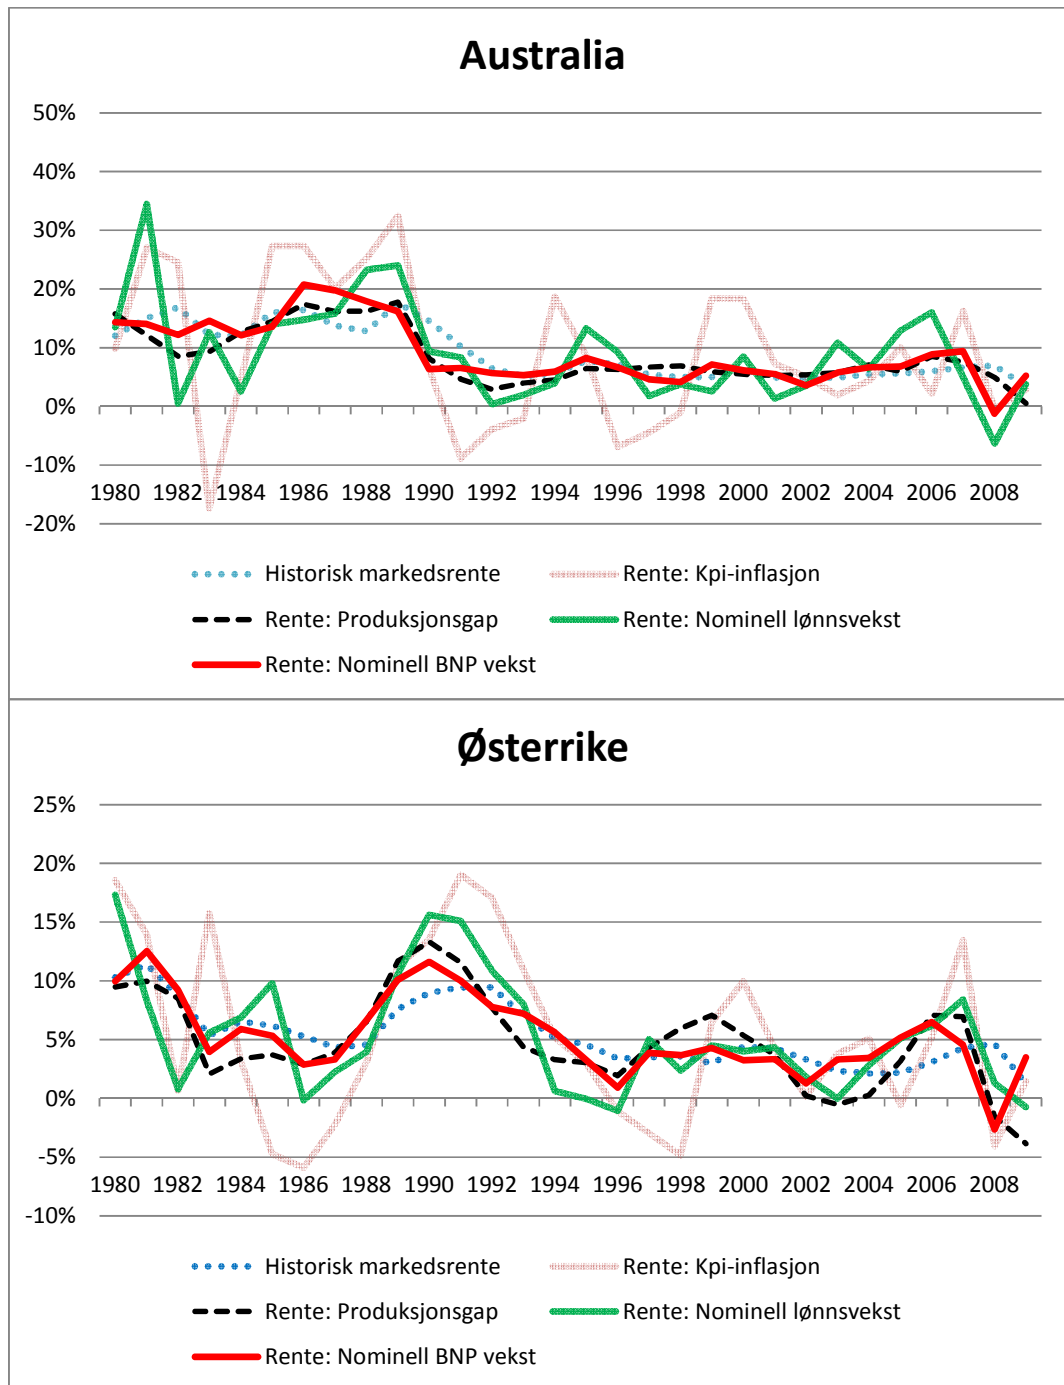 Australia
50%
40%
30%
20%
10%
0%
-10%
1980 1982 1984 1986 1988 1990 1992 1994 1996 1998 2000 2002 2004 2006 2008
-20%
Historisk markedsrente Rente: Kpi-inflasjon
Rente: Produksjonsgap Rente: Nominell lønnsvekst
Rente: Nominell BNP vekst
Østerrike
25%
20%
15%
10%
5%
0%
-5%
1980 1982 1984 1986 1988 1990 1992 1994 1996 1998 2000 2002 2004 2006 2008
-10%
Historisk markedsrente Rente: Kpi-inflasjon
Rente: Produksjonsgap Rente: Nominell lønnsvekst
Rente: Nominell BNP vekst